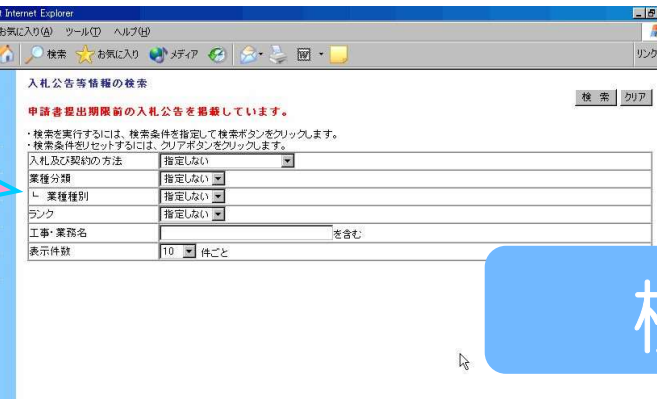 t Internet Explorer
お気に入り(A) ツール(T) ヘルプ(H)
検索 お気に入り メディア
リンク
入札公告等情報の検索
検 索 クリア
申請書提出期限前の入札公告を掲載しています。
・検索を実行するには、検索条件を指定して検索ボタンをクリックします。
・検索条件をリセットするには、クリアボタンをクリックします。
入札及び契約の方法 指定しない
業種分類 指定しない
└ 業種種別 指定しない
ランク 指定しない
工事・業務名 を含む
表示件数 10 件ごと